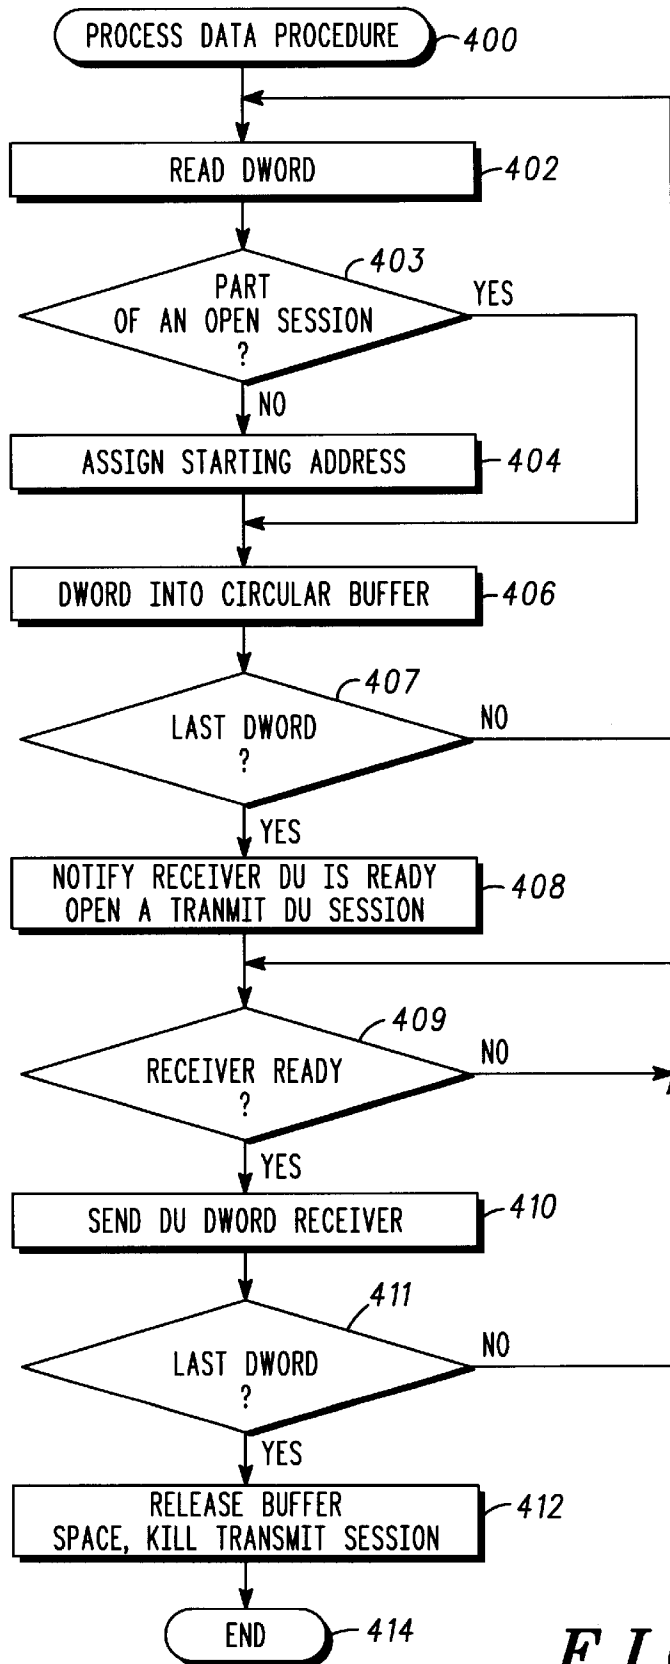 PROCESS DATA PROCEDURE 400
READ DWORD 402
403
PART
OF AN OPEN SESSION
?
YES
NO
ASSIGN STARTING ADDRESS 404
DWORD INTO CIRCULAR BUFFER 406
407
LAST DWORD
?
NO
YES
NOTIFY RECEIVER DU IS READY
OPEN A TRANMIT DU SESSION
408
409
RECEIVER READY
?
NO
YES
SEND DU DWORD RECEIVER 410
411
LAST DWORD
?
NO
YES
RELEASE BUFFER
SPACE, KILL TRANSMIT SESSION
412
END 414